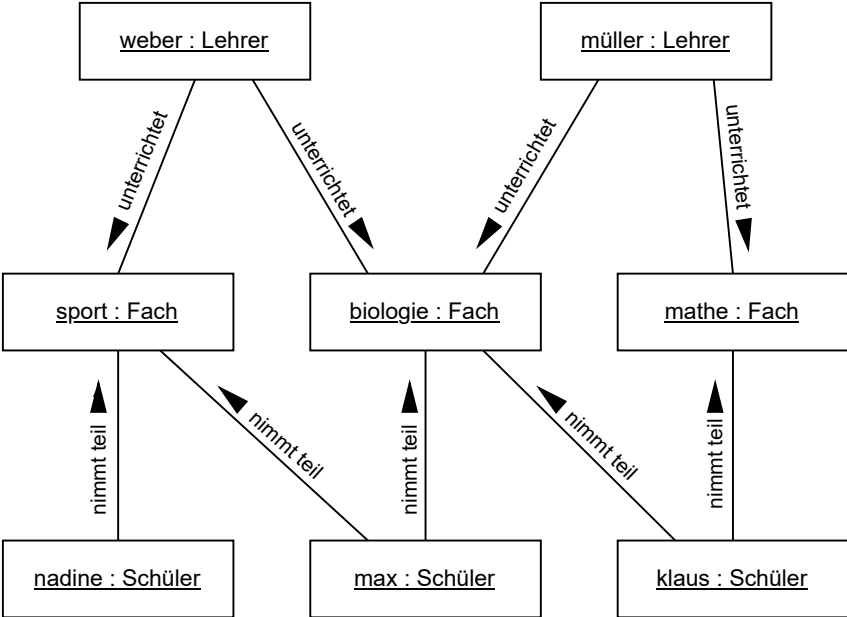 weber : Lehrer
müller : Lehrer
unterrichtet
unterrichtet
unterrichtet
unterrichtet
sport : Fach
biologie : Fach
mathe : Fach
nimmt teil
nimmt teil
nimmt teil
nimmt teil
nimmt teil
nadine : Schüler
max : Schüler
klaus : Schüler